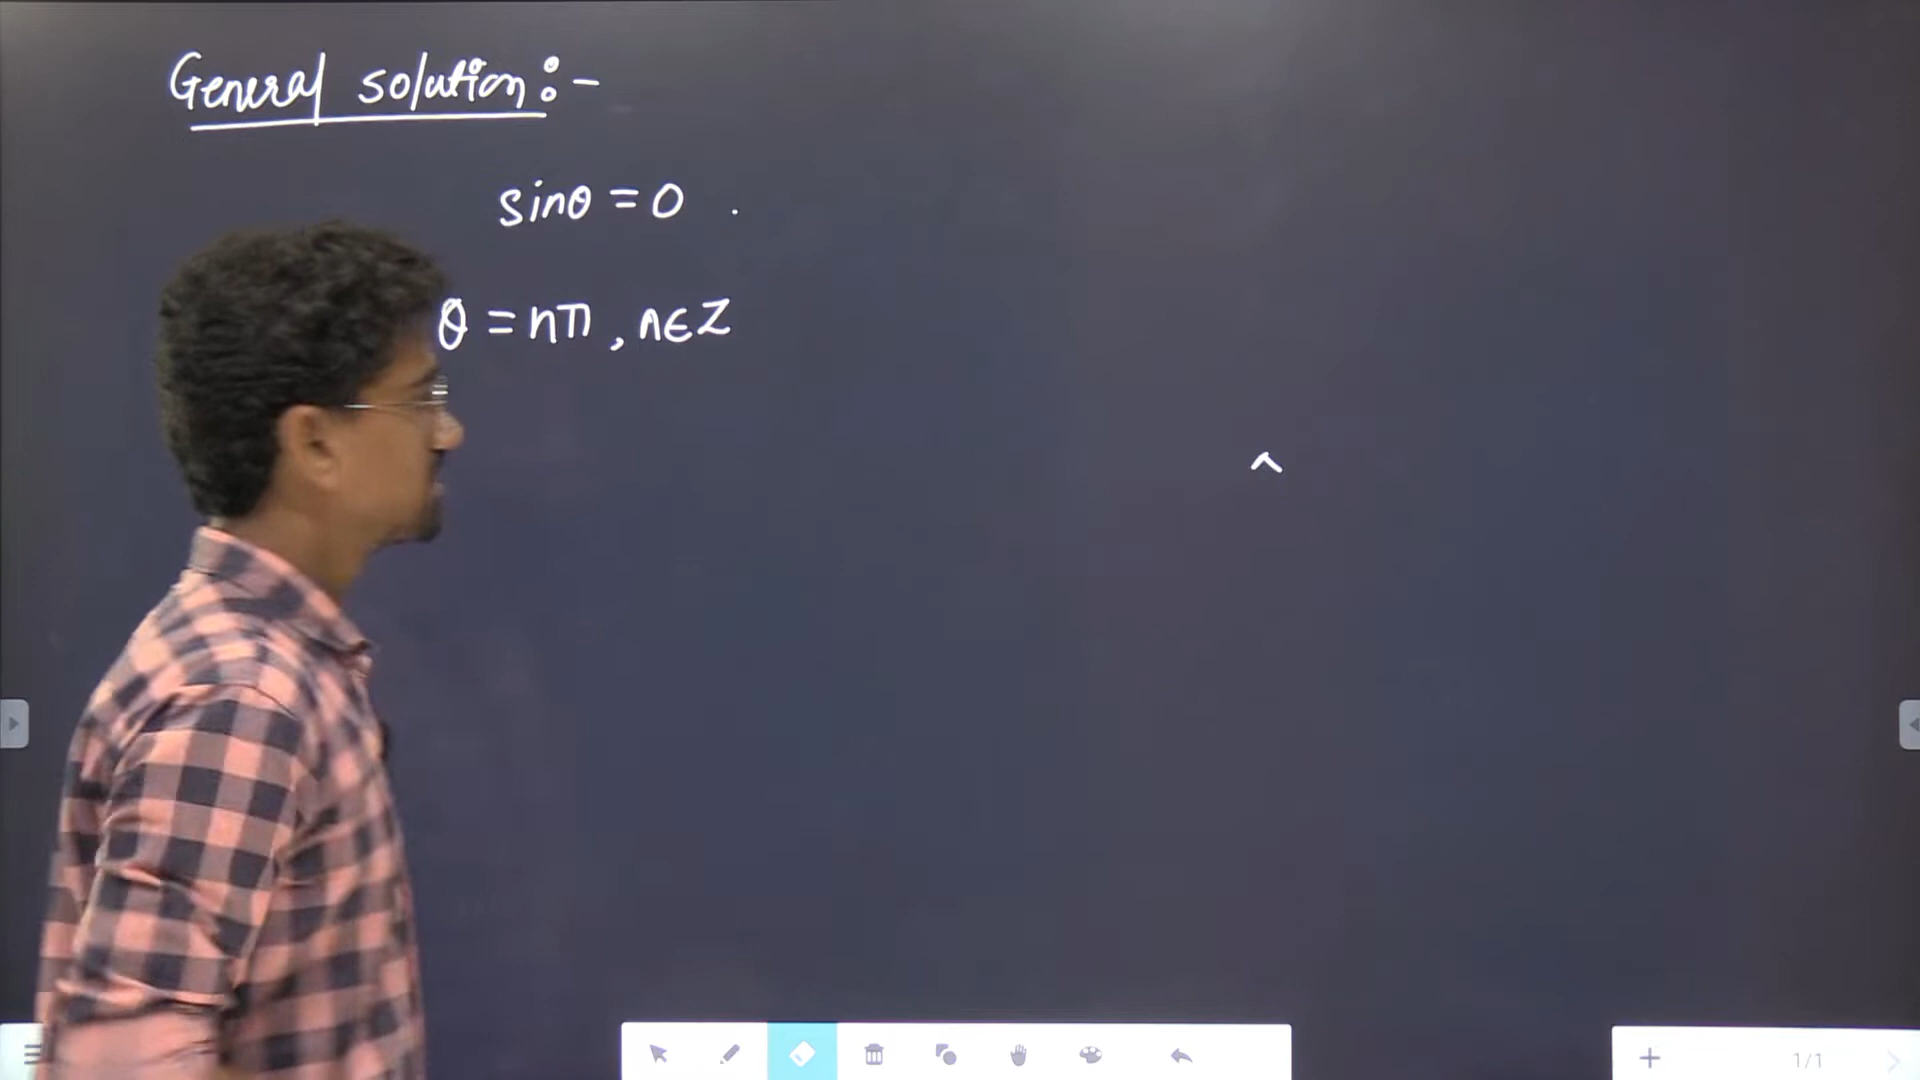 General solution :-
sinθ = 0 .
θ = nπ , n∈Z
^
1/1